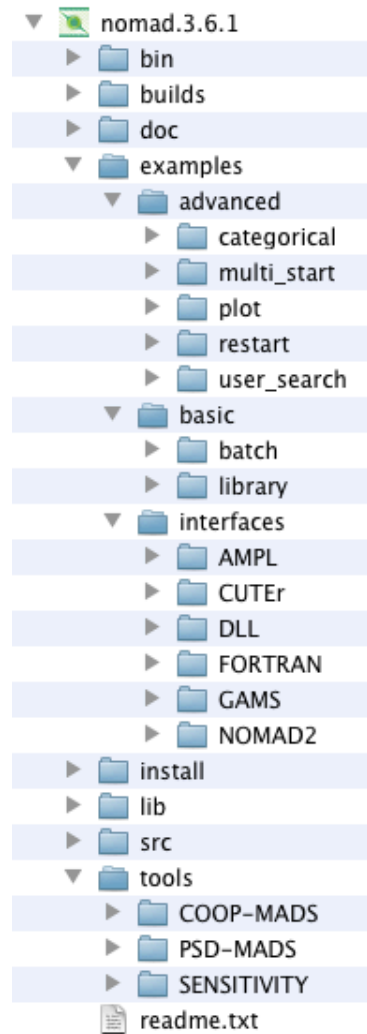 nomad.3.6.1
bin
builds
doc
examples
advanced
categorical
multi_start
plot
restart
user_search
basic
batch
library
interfaces
AMPL
CUTEr
DLL
FORTRAN
GAMS
NOMAD2
install
lib
src
tools
COOP-MADS
PSD-MADS
SENSITIVITY
readme.txt